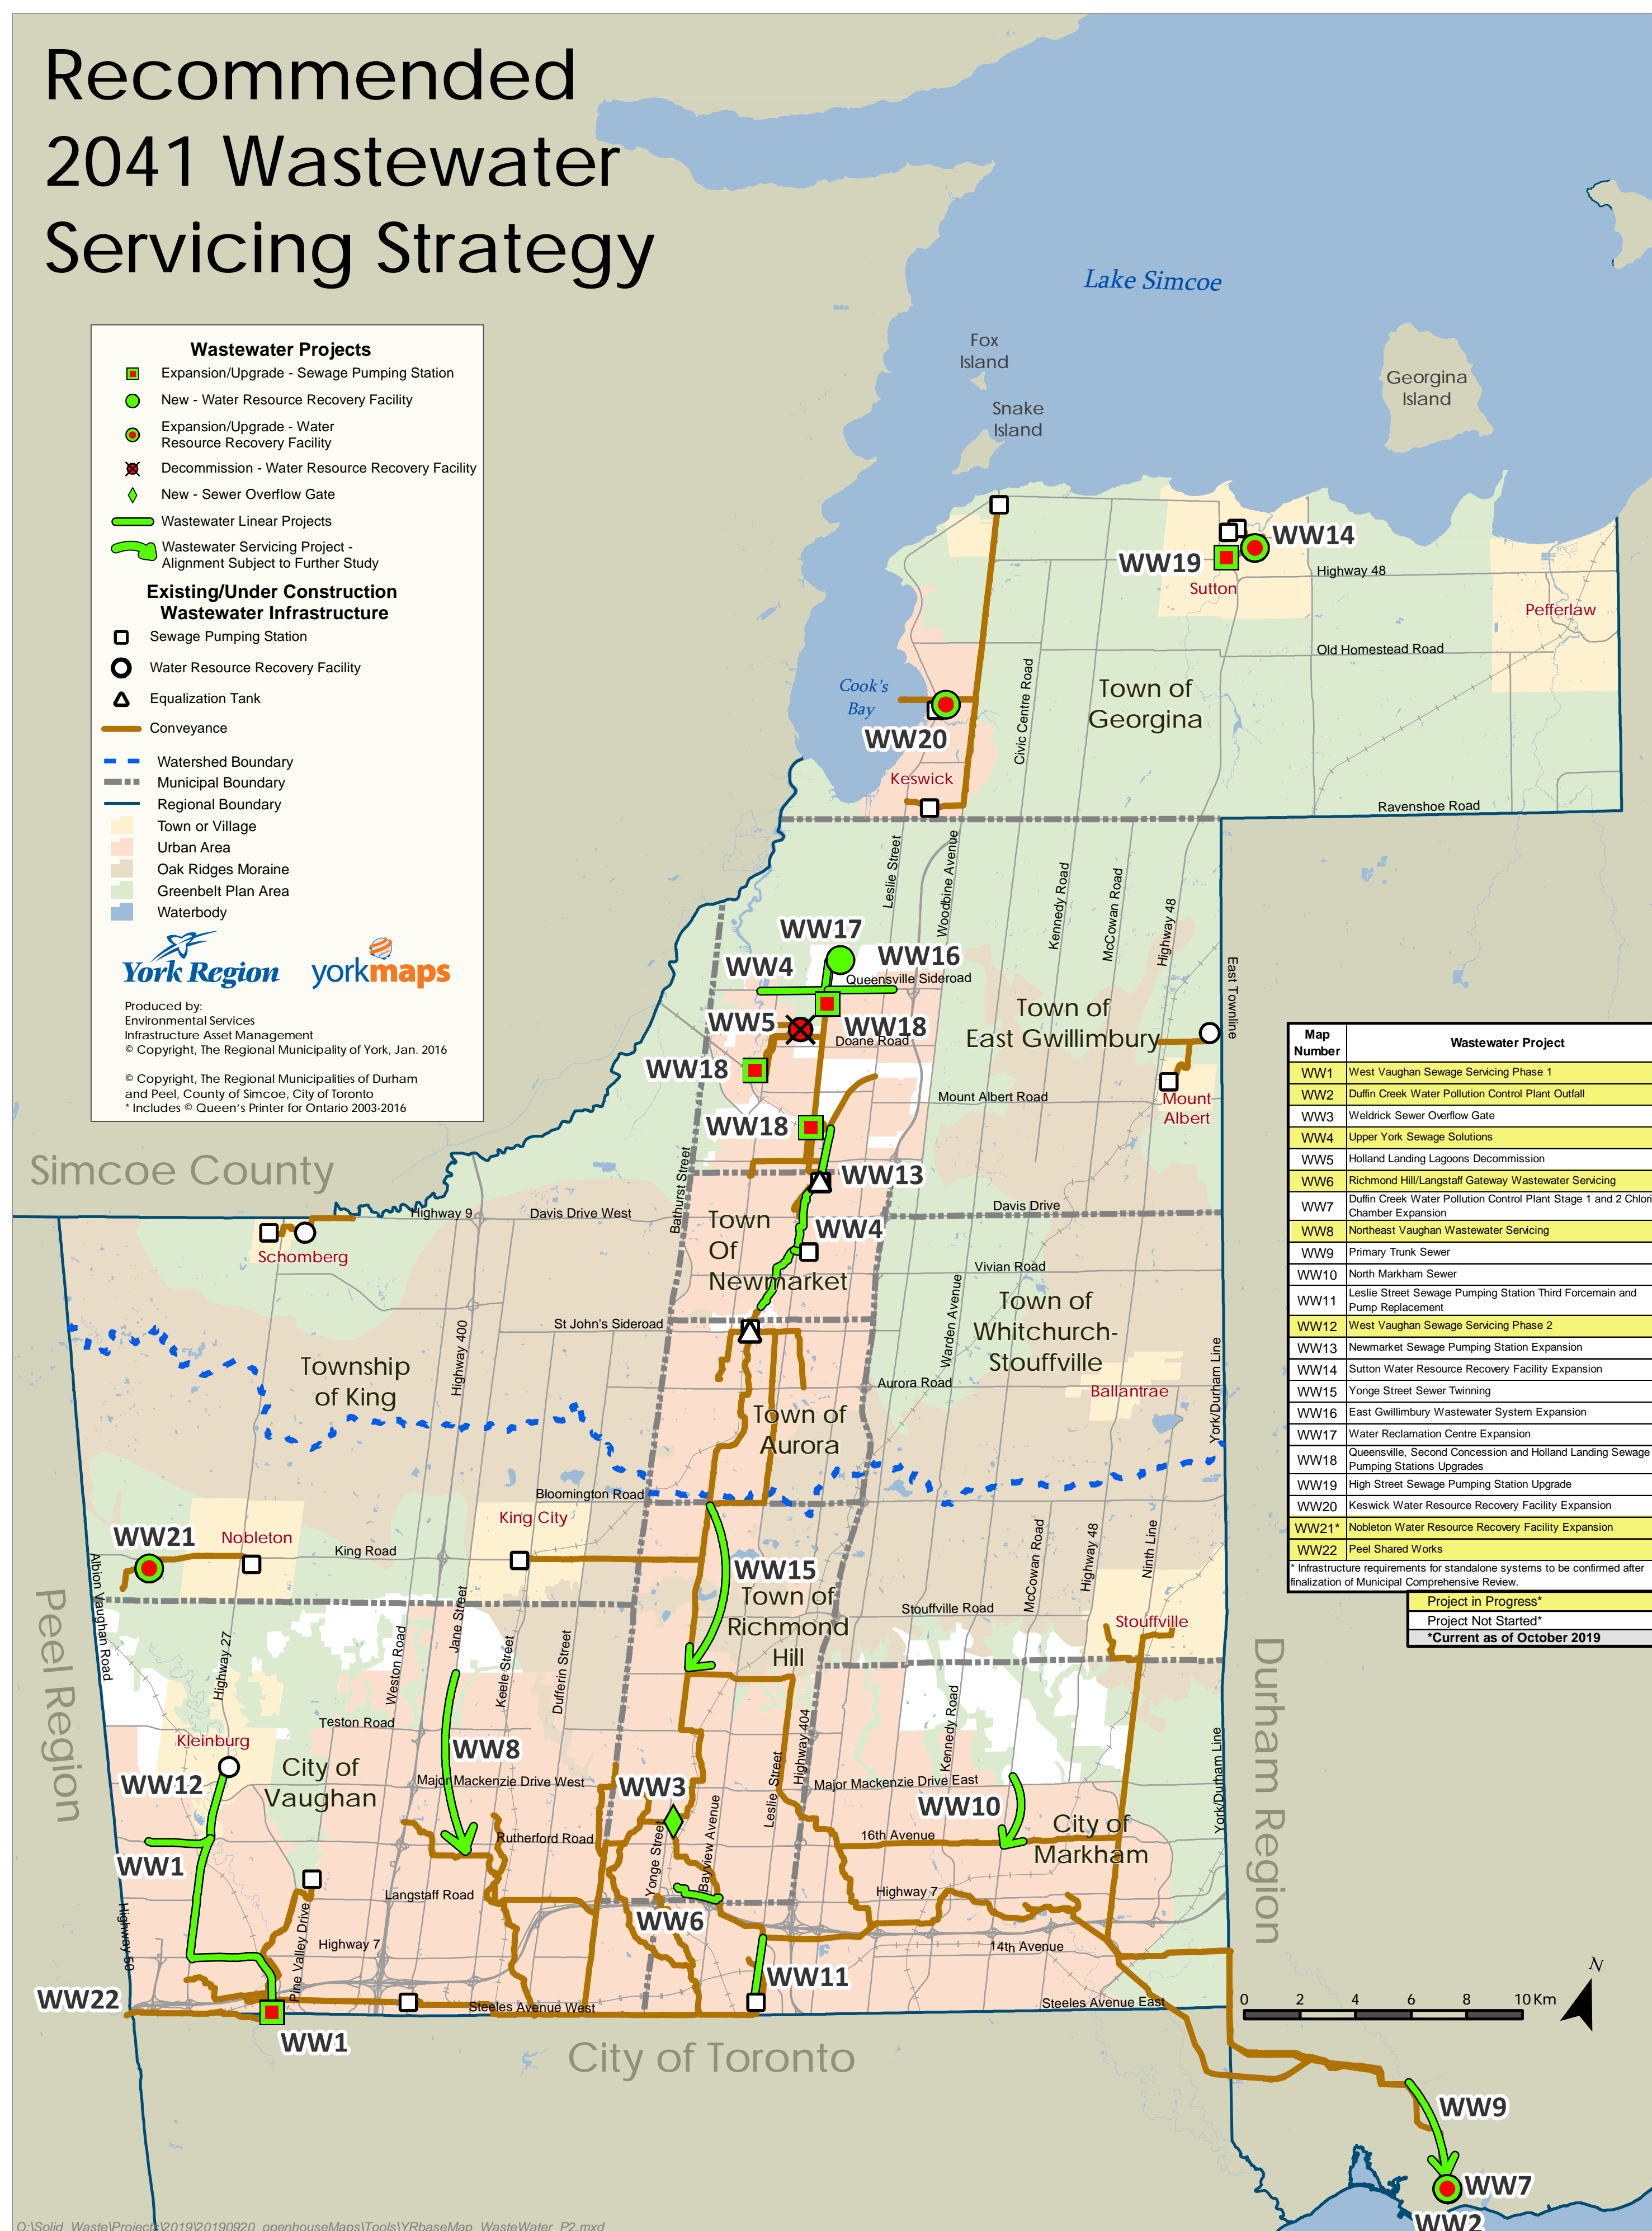 Recommended
2041 Wastewater
Servicing Strategy
Wastewater Projects
Expansion/Upgrade - Sewage Pumping Station
New - Water Resource Recovery Facility
Expansion/Upgrade - Water
Resource Recovery Facility
Decommission - Water Resource Recovery Facility
New - Sewer Overflow Gate
Wastewater Linear Projects
Wastewater Servicing Project -
Alignment Subject to Further Study
Existing/Under Construction
Wastewater Infrastructure
Sewage Pumping Station
Water Resource Recovery Facility
Equalization Tank
Conveyance
Watershed Boundary
Municipal Boundary
Regional Boundary
Town or Village
Urban Area
Oak Ridges Moraine
Greenbelt Plan Area
Waterbody
York Region
yorkmaps
Produced by:
Environmental Services
Infrastructure Asset Management
© Copyright, The Regional Municipality of York, Jan. 2016
© Copyright, The Regional Municipalities of Durham
and Peel, County of Simcoe, City of Toronto
* Includes © Queen's Printer for Ontario 2003-2016
Lake Simcoe
Fox
Island
Snake
Island
Georgina
Island
WW14
WW19
Sutton
Highway 48
Pefferlaw
Old Homestead Road
Cook's
Bay
WW20
Civic Centre Road
Town of
Georgina
Keswick
Ravenshoe Road
Leslie Street
Woodbine Avenue
Kennedy Road
McCowan Road
Highway 48
WW17
WW4
WW16
Queensville Sideroad
East Townline
WW5
WW18
Doane Road
Town of
East Gwillimbury
WW18
Mount Albert Road
Mount
Albert
WW18
Simcoe County
Bathurst Street
WW13
Highway 9
Davis Drive West
Davis Drive
Schomberg
Town
Of
Newmarket
WW4
Vivian Road
Warden Avenue
Town of
Whitchurch-
Stouffville
St John's Sideroad
Highway 400
Township
of King
Aurora Road
Ballantrae
York/Durham Line
Town of
Aurora
Bloomington Road
King City
WW21
Nobleton
King Road
Albion Vaughan Road
WW15
Town of
Richmond
Hill
McCowan Road
Highway 48
Ninth Line
Stouffville Road
Stouffville
Peel Region
Highway 27
Weston Road
Jane Street
Keele Street
Dufferin Street
Teston Road
Kleinburg
City of
Vaughan
WW8
Major Mackenzie Drive West
WW12
WW3
Leslie Street
Highway 404
Kennedy Road
Major Mackenzie Drive East
WW10
City of
Markham
York/Durham Line
Durham Region
Rutherford Road
Yonge Street
Bayview Avenue
16th Avenue
WW1
Langstaff Road
Highway 7
WW6
Highway 50
Pine Valley Drive
Highway 7
14th Avenue
WW11
WW22
Steeles Avenue West
Steeles Avenue East
WW1
City of Toronto
Map
Number
Wastewater Project
WW1 West Vaughan Sewage Servicing Phase 1
WW2 Duffin Creek Water Pollution Control Plant Outfall
WW3 Weldrick Sewer Overflow Gate
WW4 Upper York Sewage Solutions
WW5 Holland Landing Lagoons Decommission
WW6 Richmond Hill/Langstaff Gateway Wastewater Servicing
WW7 Duffin Creek Water Pollution Control Plant Stage 1 and 2 Chlori
Chamber Expansion
WW8 Northeast Vaughan Wastewater Servicing
WW9 Primary Trunk Sewer
WW10 North Markham Sewer
WW11 Leslie Street Sewage Pumping Station Third Forcemain and
Pump Replacement
WW12 West Vaughan Sewage Servicing Phase 2
WW13 Newmarket Sewage Pumping Station Expansion
WW14 Sutton Water Resource Recovery Facility Expansion
WW15 Yonge Street Sewer Twinning
WW16 East Gwillimbury Wastewater System Expansion
WW17 Water Reclamation Centre Expansion
WW18 Queensville, Second Concession and Holland Landing Sewage
Pumping Stations Upgrades
WW19 High Street Sewage Pumping Station Upgrade
WW20 Keswick Water Resource Recovery Facility Expansion
WW21* Nobleton Water Resource Recovery Facility Expansion
WW22 Peel Shared Works
* Infrastructure requirements for standalone systems to be confirmed after
finalization of Municipal Comprehensive Review.
Project in Progress*
Project Not Started*
*Current as of October 2019
N
0 2 4 6 8 10 Km
WW9
WW7
WW2
O:\Solid_Waste\Projects\2019\20190920_openhouseMaps\Tools\YRbaseMap_WasteWater_P2.mxd